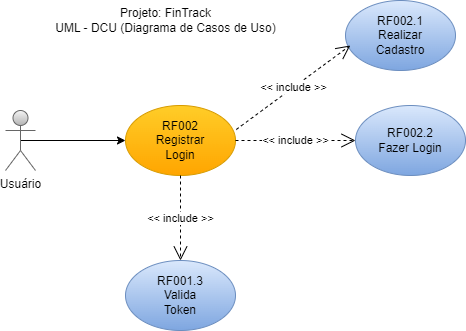 Projeto: FinTrack
UML - DCU (Diagrama de Casos de Uso)
RF002.1
Realizar
Cadastro
<< include >>
RF002
Registrar
Login
<< include >>
RF002.2
Fazer Login
Usuário
<< include >>
RF001.3
Valida
Token